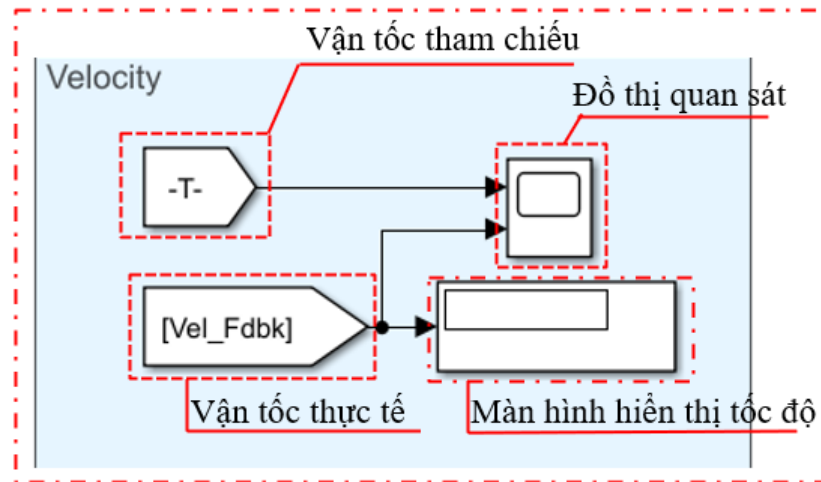 Vận tốc tham chiếu
Velocity
Đồ thị quan sát
-T-
[Vel_Fdbk]
Vận tốc thực tế
Màn hình hiển thị tốc độ